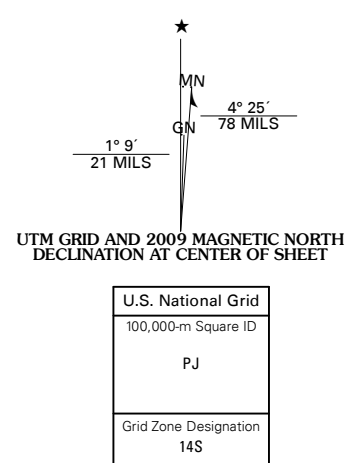 ★
MN
GN
4° 25´
78 MILS
1° 9´
21 MILS
UTM GRID AND 2009 MAGNETIC NORTH
DECLINATION AT CENTER OF SHEET
U.S. National Grid
100,000-m Square ID
PJ
Grid Zone Designation
14S